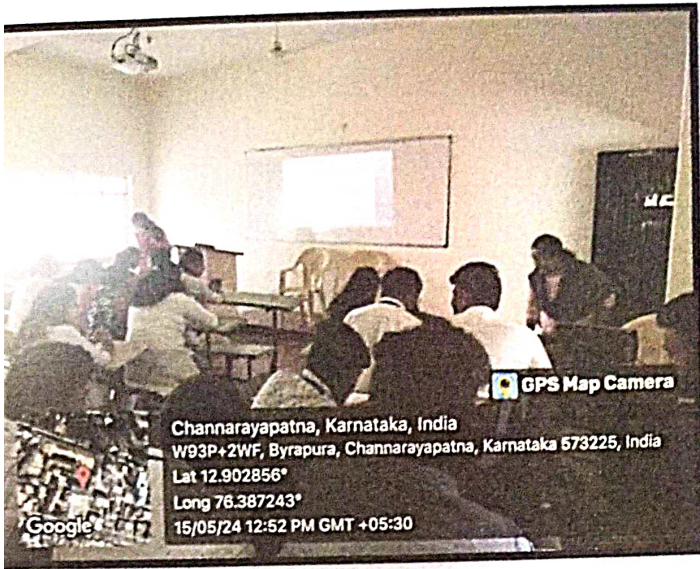 GPS Map Camera
Channarayapatna, Karnataka, India
W93P+2WF, Byrapura, Channarayapatna, Karnataka 573225, India
Lat 12.902856°
Long 76.387243°
15/05/24 12:52 PM GMT +05:30
Google